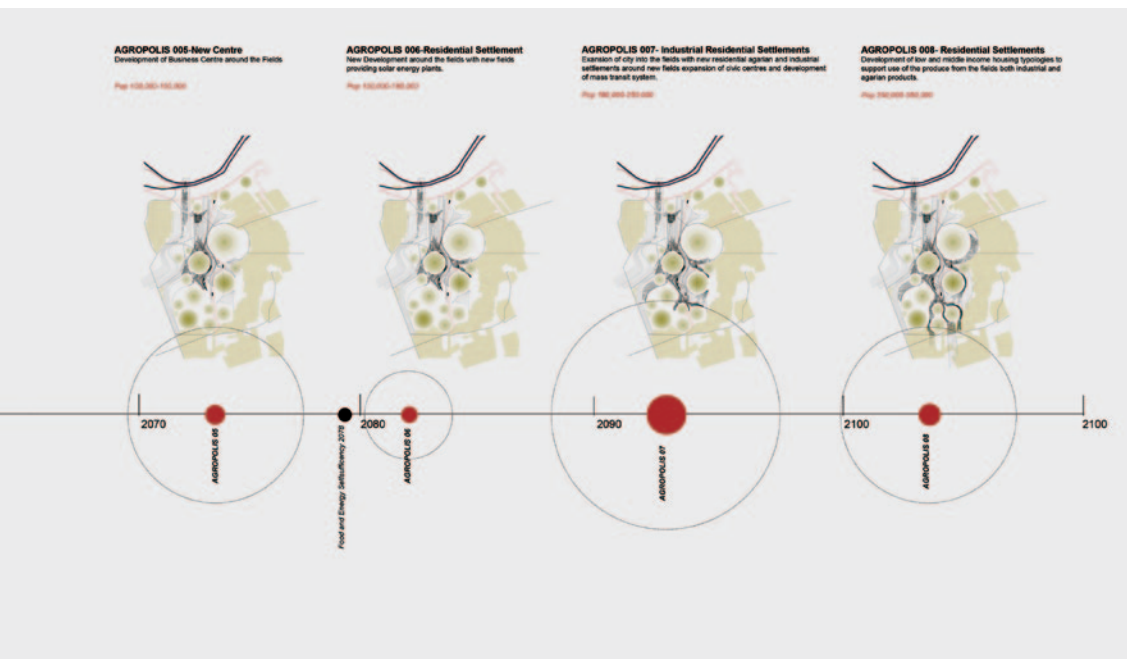 AGROPOLIS 005-New Centre
Development of Business Centre around the Fields
AGROPOLIS 006-Residential Settlement
New Development around the fields with new fields
providing solar energy plants.
AGROPOLIS 007- Industrial Residential Settlements
Exansion of city into the fields with new residential agarian and industrial
settlements around new fields expansion of civic centres and development
of mass transit system.
AGROPOLIS 008- Residential Settlements
Development of low and middle income housing typologies to
support use of the produce from the fields both industrial and
agarian products.
Pop
Pop
Pop
Pop
2070
2080
2090
2100
2100
AGROPOLIS 05
Food and Energy Selfsufficency 2078
AGROPOLIS 06
AGROPOLIS 07
AGROPOLIS 08